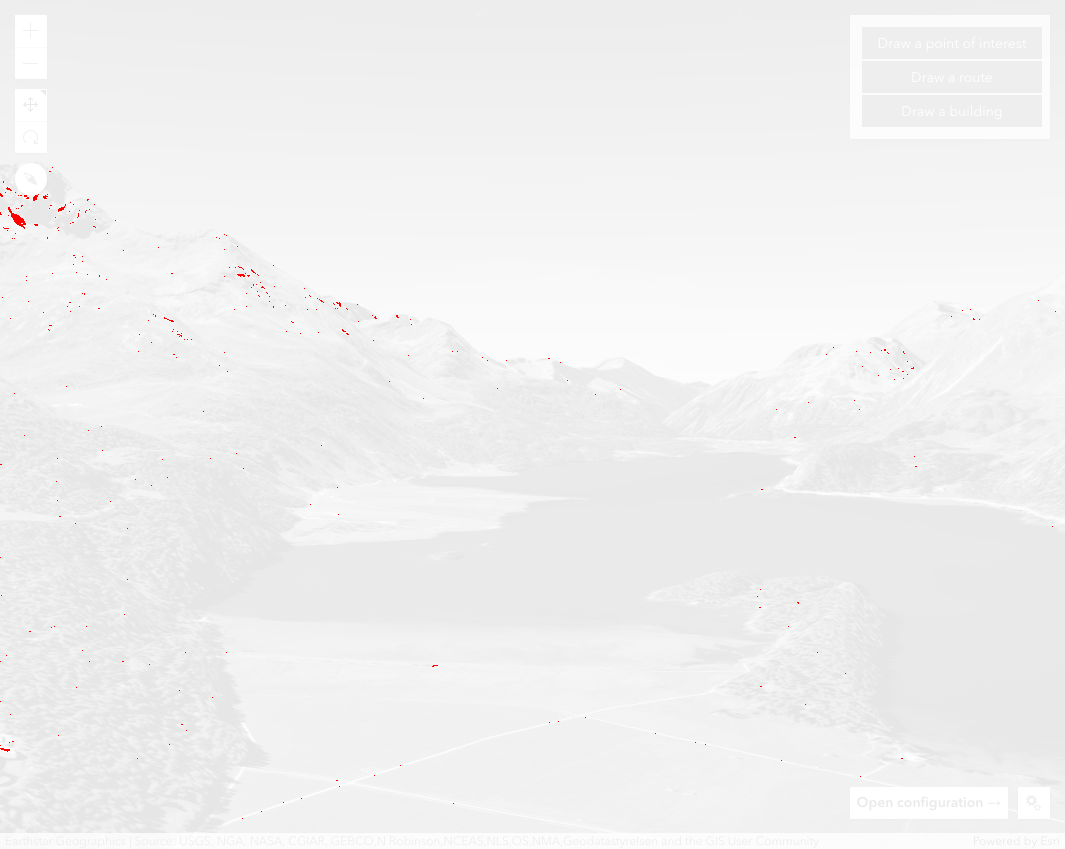 Draw a point of interest
Draw a route
Draw a building
Open configuration →
Earthstar Geographics | Source: USGS, NGA, NASA, CGIAR, GEBCO,N Robinson,NCEAS,NLS,OS,NMA,Geodatastyrelsen and the GIS User Community
Powered by Esri